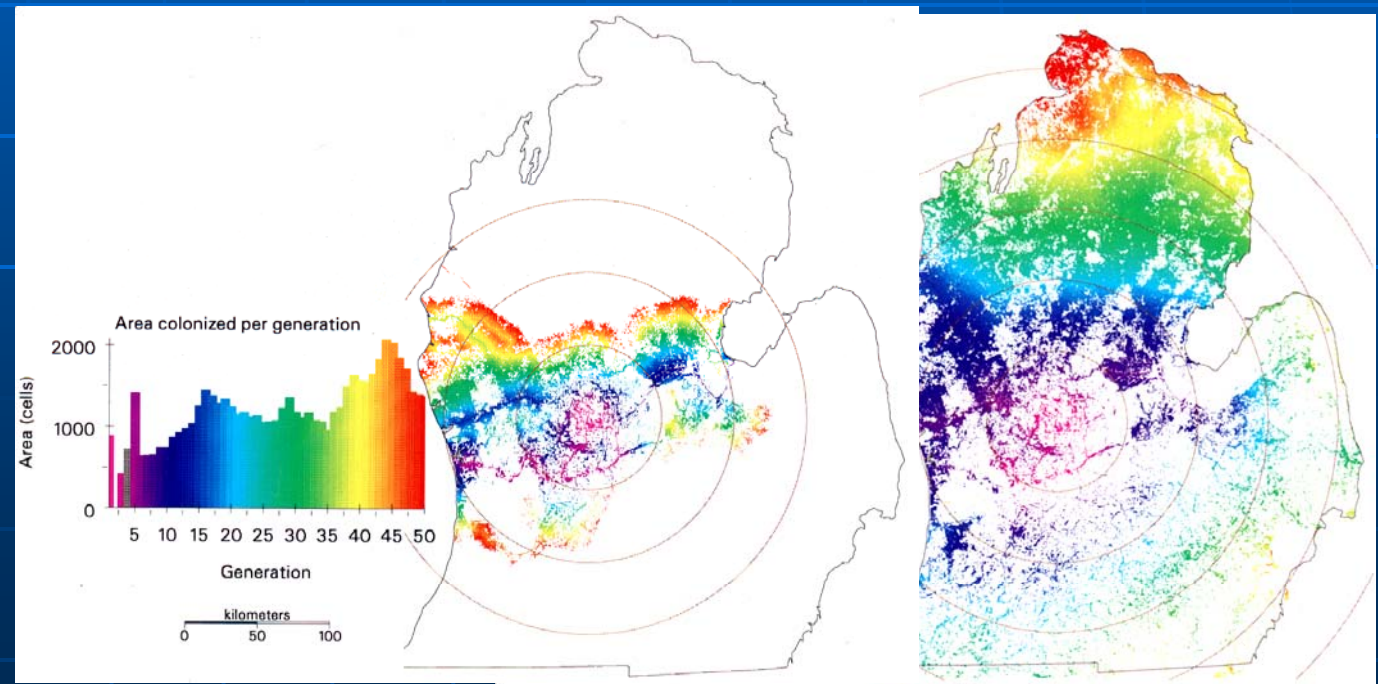 Area colonized per generation
2000
1000
0
Area (cells)
5 10 15 20 25 30 35 40 45 50
Generation
kilometers
0 50 100